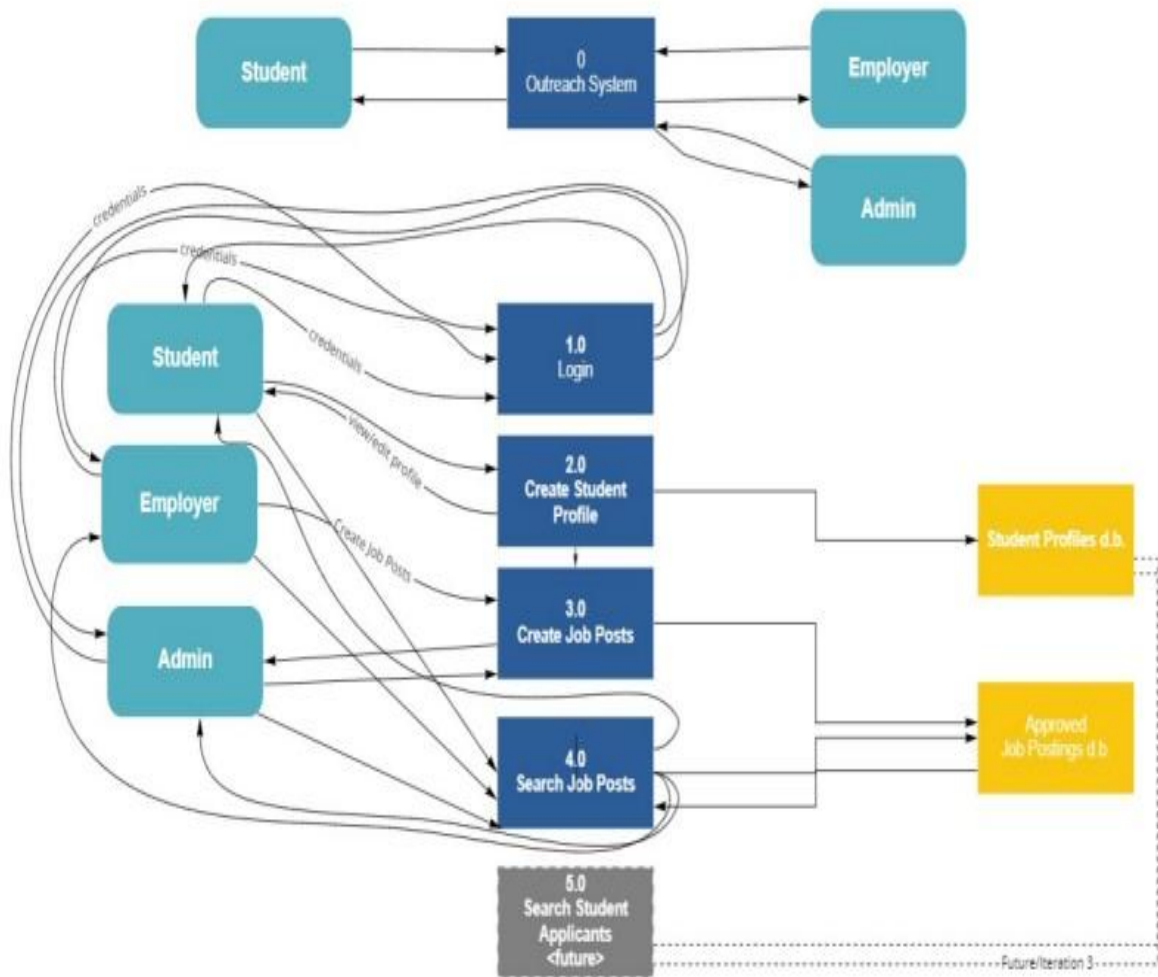 0
Student
Outreach System
Employer
Admin
credentials
credentials
credentials
1.0
Login
Student
view/edit profile
2.0
Create Student
Profile
Employer
Create Job Posts
Student Profiles d.b.
3.0
Create Job Posts
Admin
4.0
Search Job Posts
Approved
Job Postings d.b
5.0
Search Student
Applicants
<future>
Future/Iteration 3